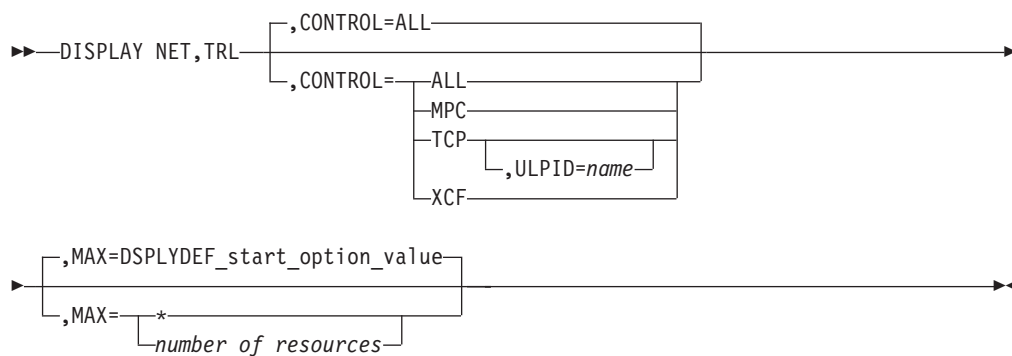 ,CONTROL=ALL
DISPLAY NET,TRL
,CONTROL= ALL
MPC
TCP
,ULPID=name
XCF
,MAX=DSPLYDEF_start_option_value
,MAX= *
number of resources